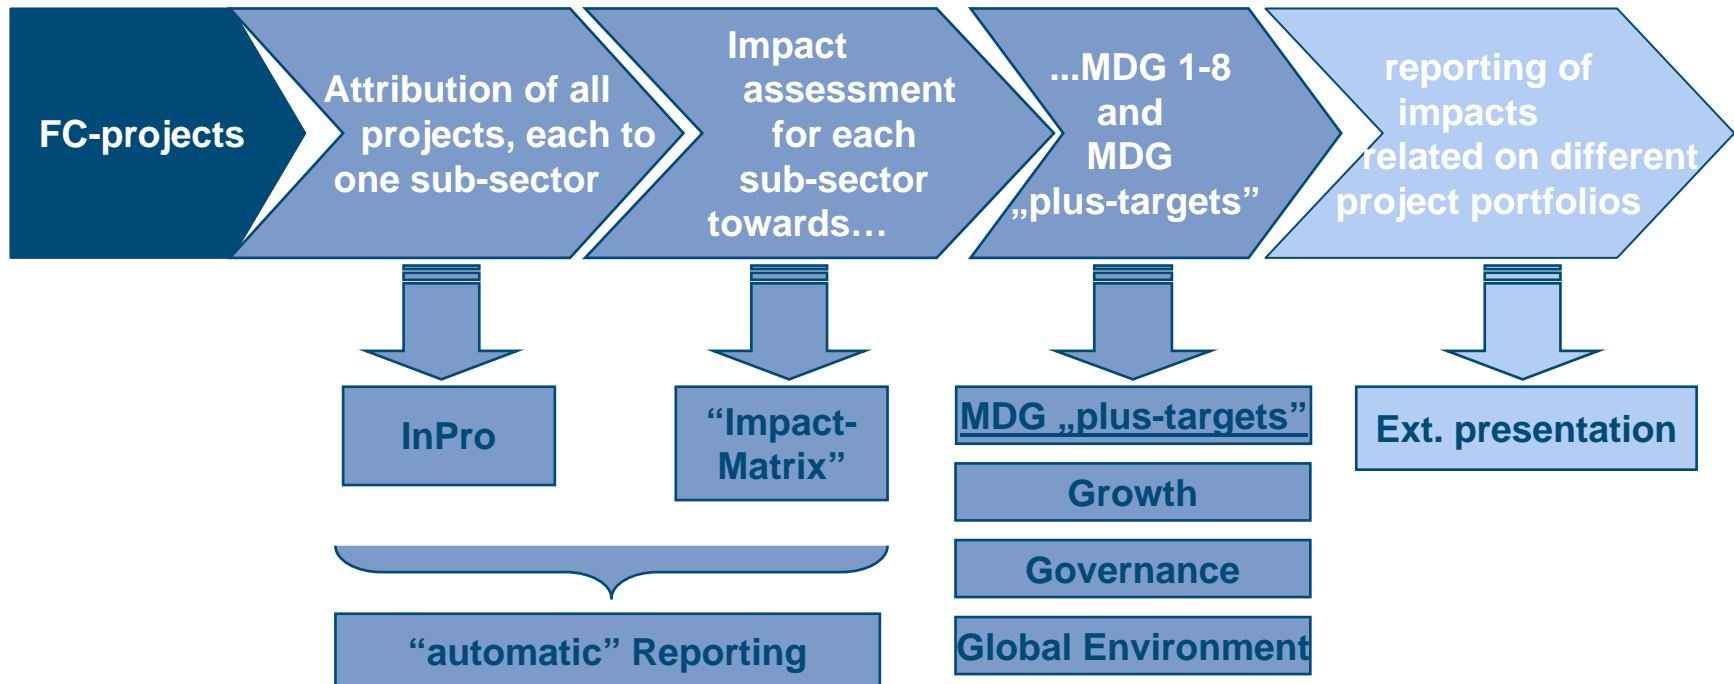 FC-projects
Attribution of all
projects, each to
one sub-sector
Impact
assessment
for each
sub-sector
towards…
...MDG 1-8
and
MDG
„plus-targets”
reporting of
impacts
related on different
project portfolios
InPro
“Impact-
Matrix”
MDG „plus-targets”
Growth
Governance
Global Environment
Ext. presentation
“automatic” Reporting